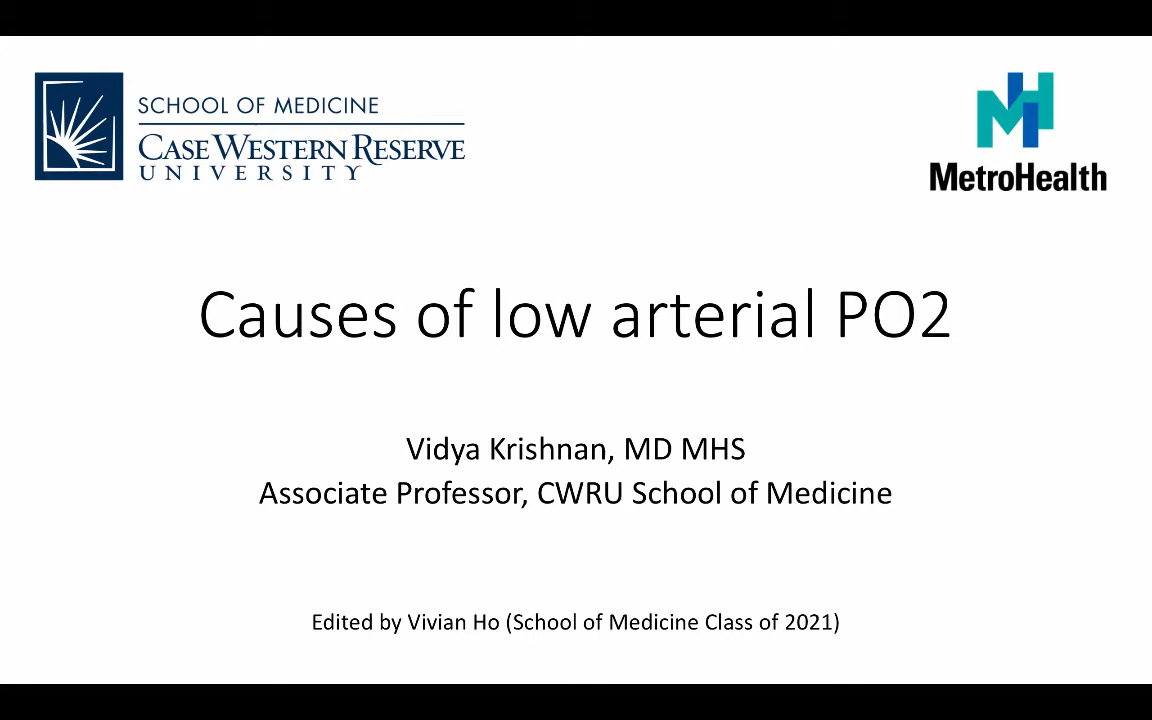 SCHOOL OF MEDICINE
CASE WESTERN RESERVE
UNIVERSITY
MetroHealth
Causes of low arterial PO2
Vidya Krishnan, MD MHS
Associate Professor, CWRU School of Medicine
Edited by Vivian Ho (School of Medicine Class of 2021)